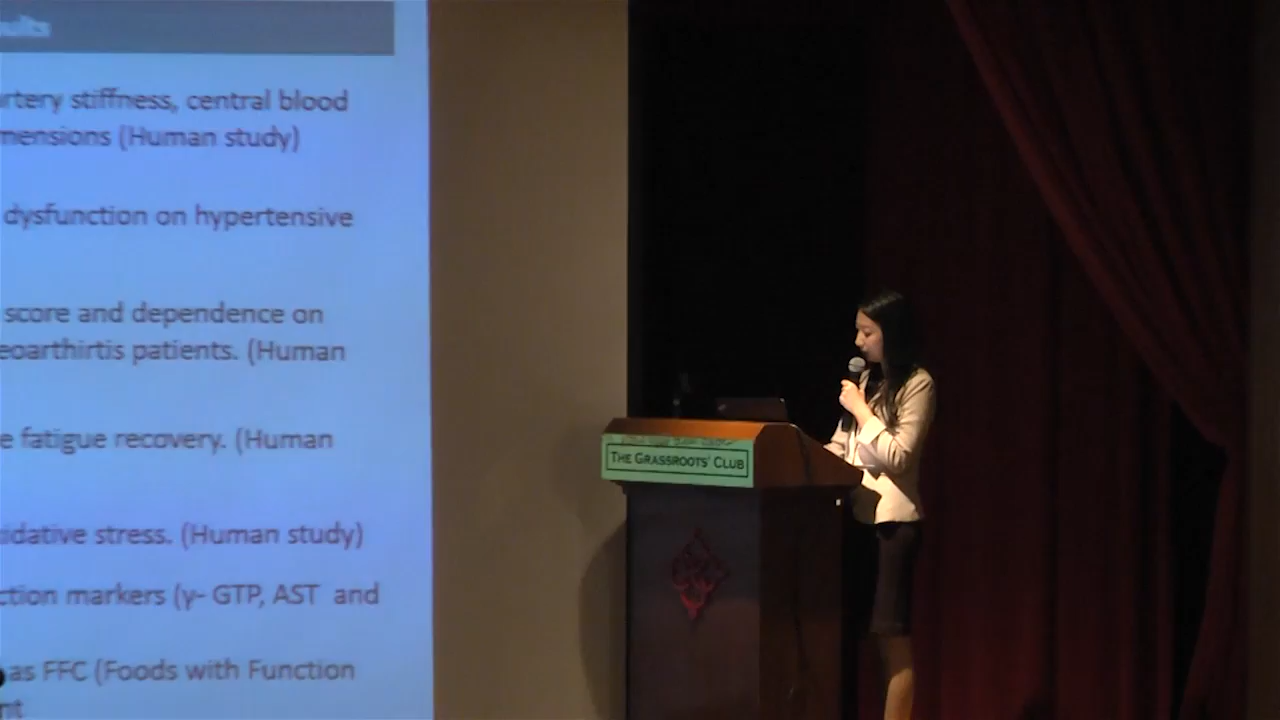 rtery stiffness, central blood
mensions (Human study)
dysfunction on hypertensive
score and dependence on
eoarthirtis patients. (Human
e fatigue recovery. (Human
idative stress. (Human study)
ction markers (γ- GTP, AST and
as FFC (Foods with Function
nt
THE GRASSROOTS' CLUB